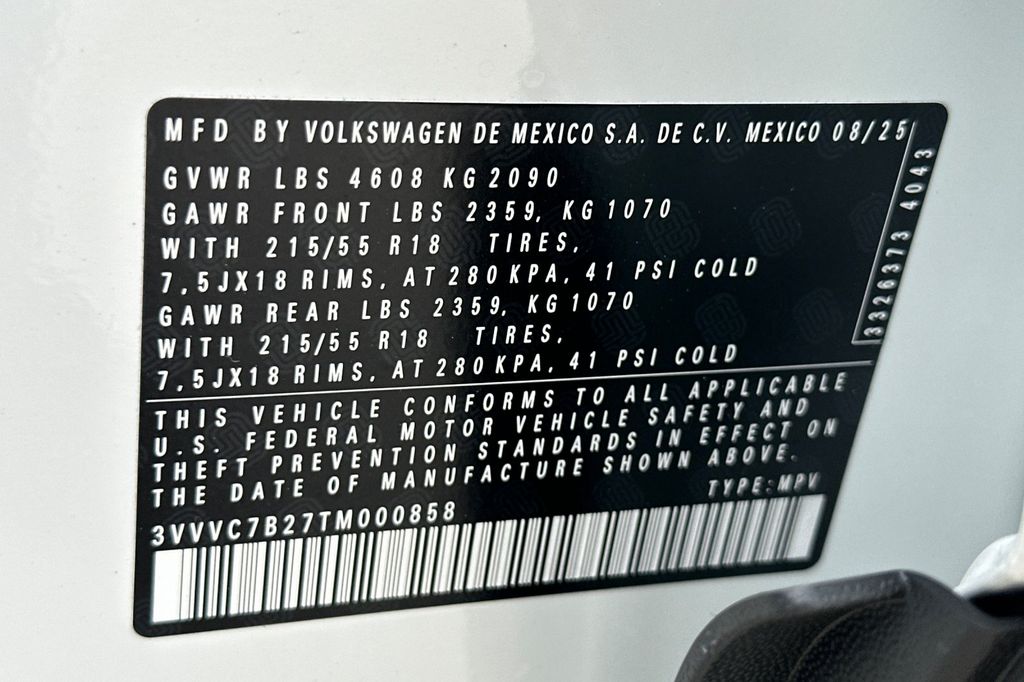 MFD BY VOLKSWAGEN DE MEXICO S.A. DE C.V. MEXICO 08/25
GVWR LBS 4608 KG 2090
GAWR FRONT LBS 2359, KG 1070
WITH 215/55 R18 TIRES,
7,5JX18 RIMS, AT 280 KPA, 41 PSI COLD
GAWR REAR LBS 2359, KG 1070
WITH 215/55 R18 TIRES,
7,5JX18 RIMS, AT 280 KPA, 41 PSI COLD
3326373 4043
THIS VEHICLE CONFORMS TO ALL APPLICABLE
U.S. FEDERAL MOTOR VEHICLE SAFETY AND
THEFT PREVENTION STANDARDS IN EFFECT ON
THE DATE OF MANUFACTURE SHOWN ABOVE.
TYPE:MPV
3VVVC7B27TM000858